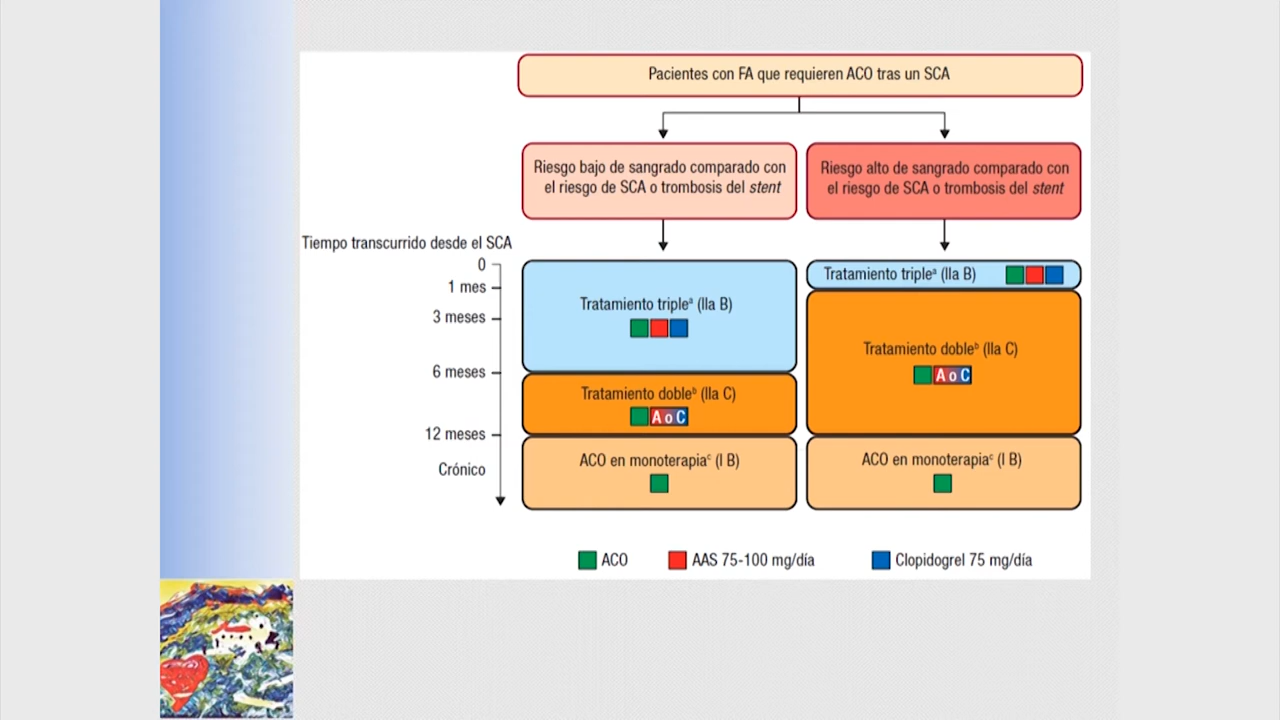 Pacientes con FA que requieren ACO tras un SCA
Riesgo bajo de sangrado comparado con
el riesgo de SCA o trombosis del stent
Riesgo alto de sangrado comparado con
el riesgo de SCA o trombosis del stent
Tiempo transcurrido desde el SCA
0
1 mes
3 meses
6 meses
12 meses
Crónico
Tratamiento tripleª (IIa B)
Tratamiento dobleᵇ (IIa C)
A o C
ACO en monoterapiaᶜ (I B)
Tratamiento tripleª (IIa B)
Tratamiento dobleᵇ (IIa C)
A o C
ACO en monoterapiaᶜ (I B)
ACO
AAS 75-100 mg/día
Clopidogrel 75 mg/día